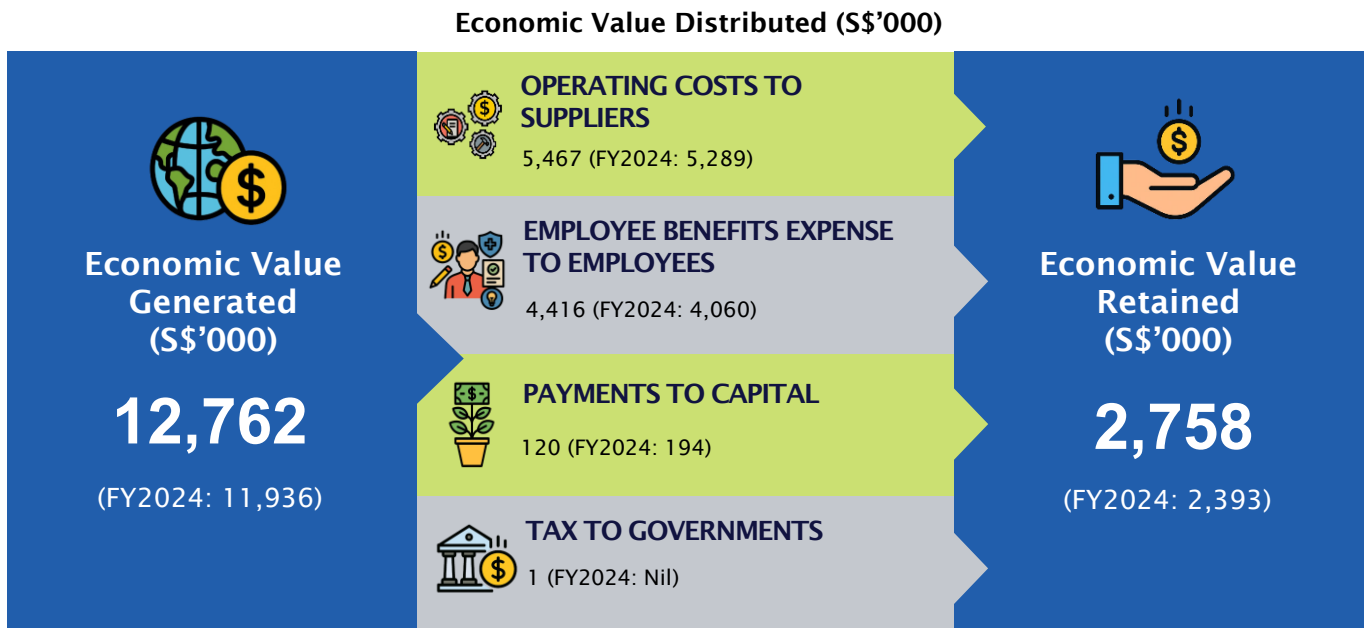 Economic Value Distributed (S$’000)
Economic Value
Generated
(S$’000)
12,762
(FY2024: 11,936)
OPERATING COSTS TO
SUPPLIERS
5,467 (FY2024: 5,289)
EMPLOYEE BENEFITS EXPENSE
TO EMPLOYEES
4,416 (FY2024: 4,060)
PAYMENTS TO CAPITAL
120 (FY2024: 194)
TAX TO GOVERNMENTS
1 (FY2024: Nil)
Economic Value
Retained
(S$’000)
2,758
(FY2024: 2,393)